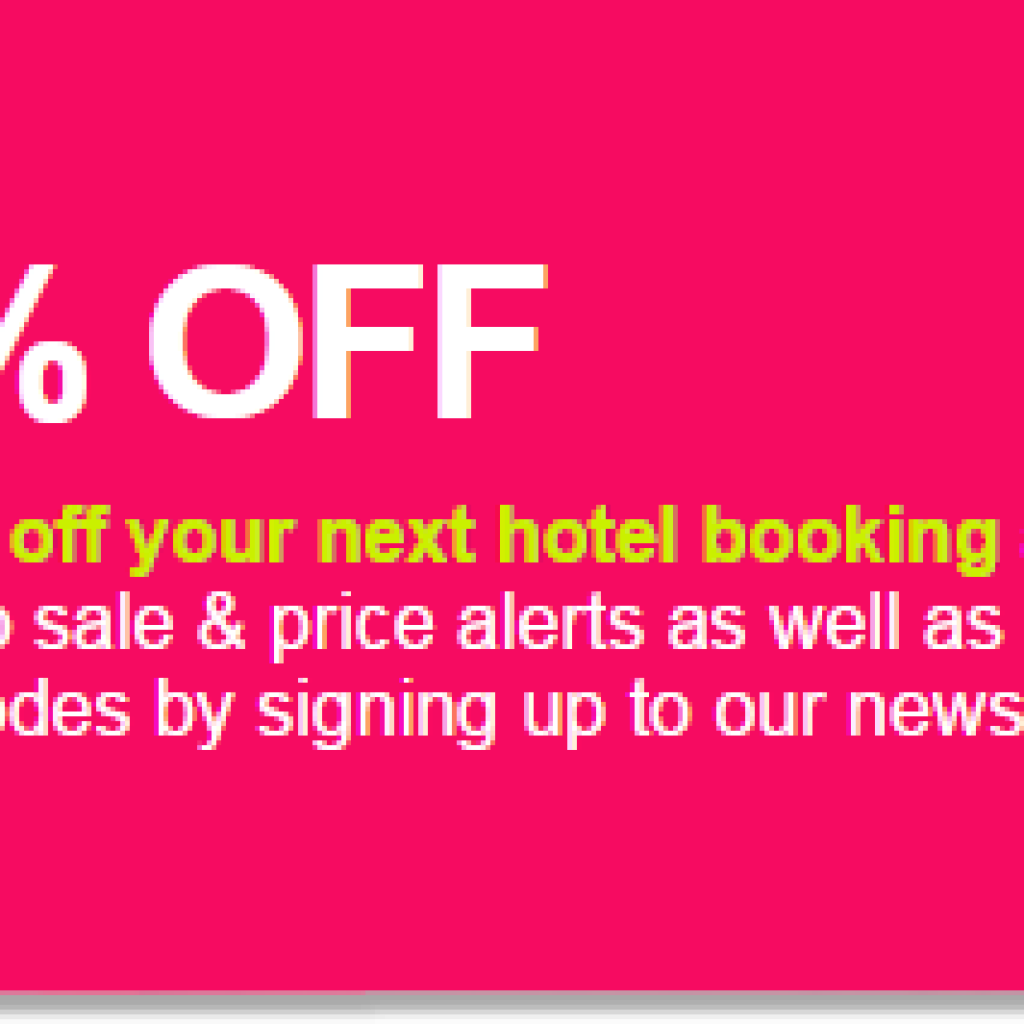 % OFF
off your next hotel booking
sale & price alerts as well as
odes by signing up to our news